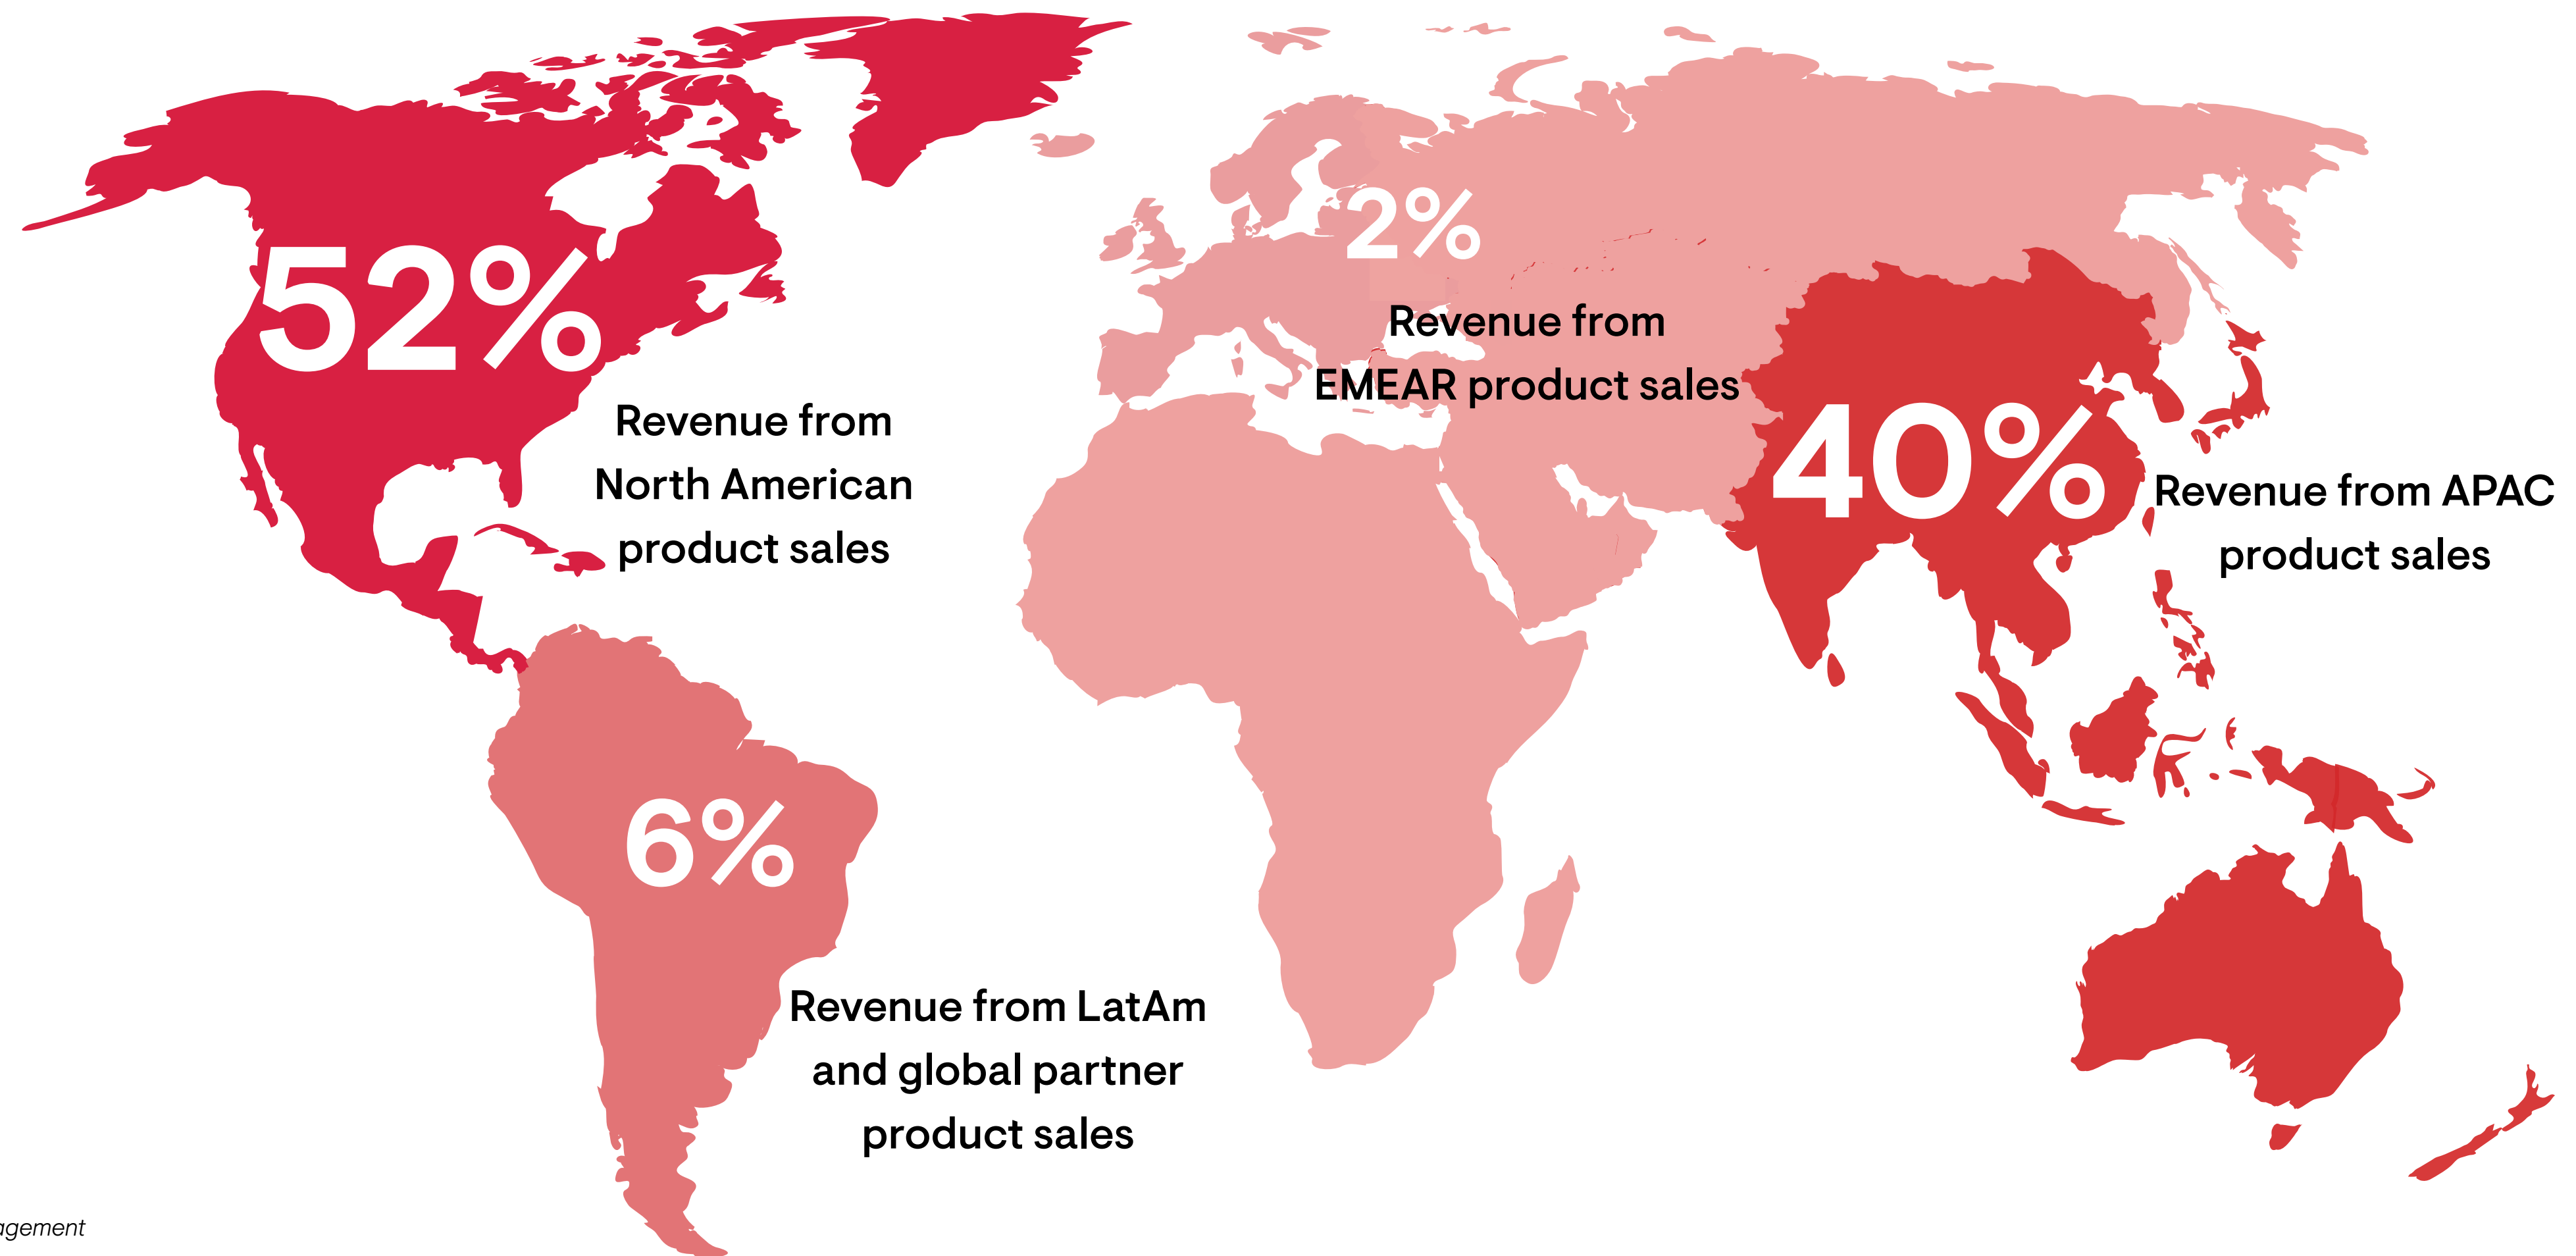 52%
Revenue from
North American
product sales
2%
Revenue from
EMEAR product sales
40%
Revenue from APAC
product sales
6%
Revenue from LatAm
and global partner
product sales